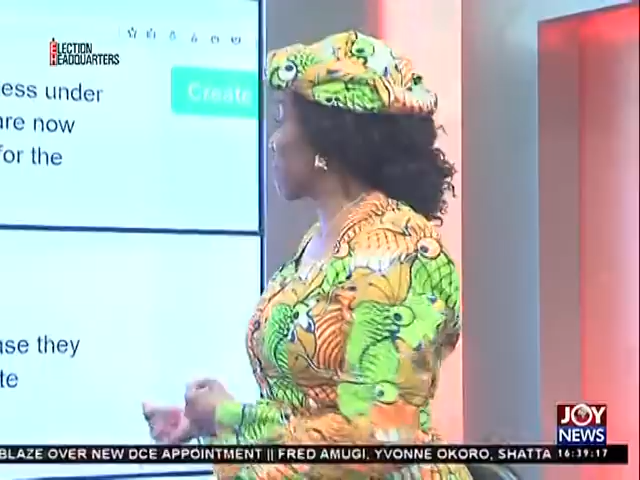 ELECTION
HEADQUARTERS
ess under
Create
are now
for the
ase they
te
JOY
NEWS
BLAZE OVER NEW DCE APPOINTMENT || FRED AMUGI, YVONNE OKORO, SHATTA
16:39:17